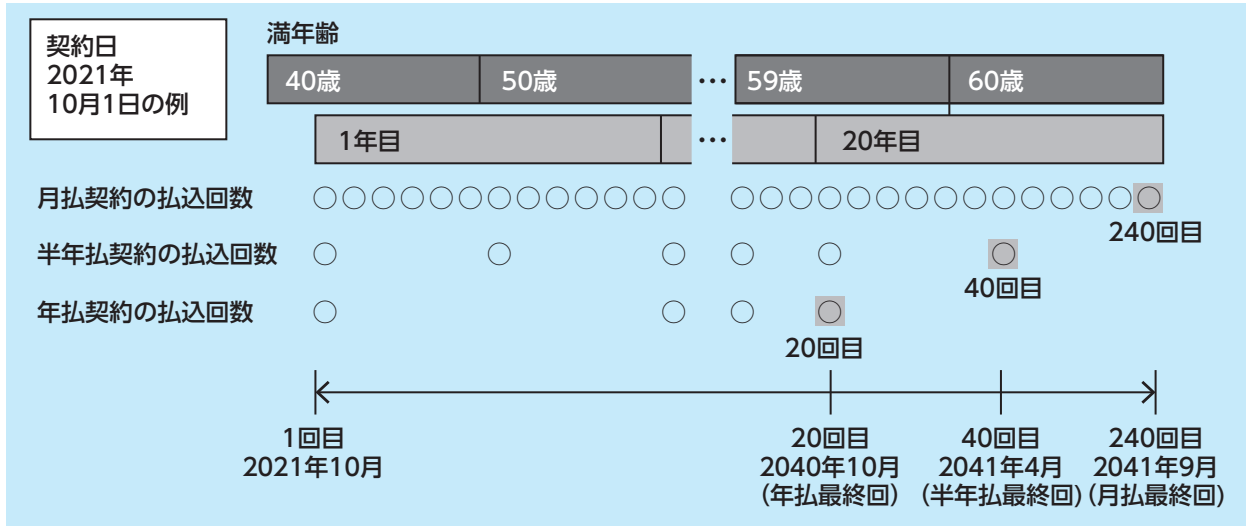 契約日
2021年
10月1日の例
満年齢
40歳 50歳 … 59歳 60歳
1年目 … 20年目
月払契約の払込回数
240回目
半年払契約の払込回数
40回目
年払契約の払込回数
20回目
1回目
2021年10月
20回目
2040年10月
（年払最終回）
40回目
2041年4月
（半年払最終回）
240回目
2041年9月
（月払最終回）